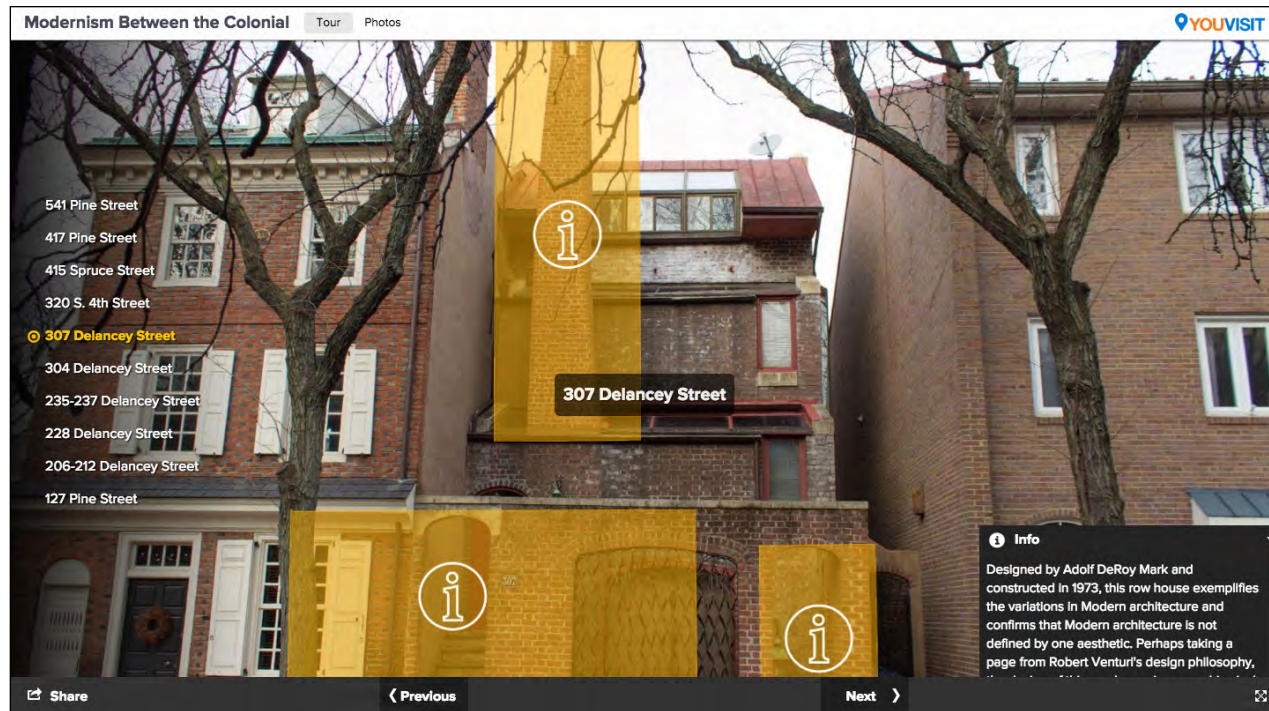 Modernism Between the Colonial
Tour
Photos
YOUVISIT
541 Pine Street
417 Pine Street
415 Spruce Street
320 S. 4th Street
307 Delancey Street
304 Delancey Street
235-237 Delancey Street
228 Delancey Street
206-212 Delancey Street
127 Pine Street
307 Delancey Street
Info
Designed by Adolf DeRoy Mark and
constructed in 1973, this row house exemplifies
the variations in Modern architecture and
confirms that Modern architecture is not
defined by one aesthetic. Perhaps taking a
page from Robert Venturi's design philosophy,
Share
Previous
Next